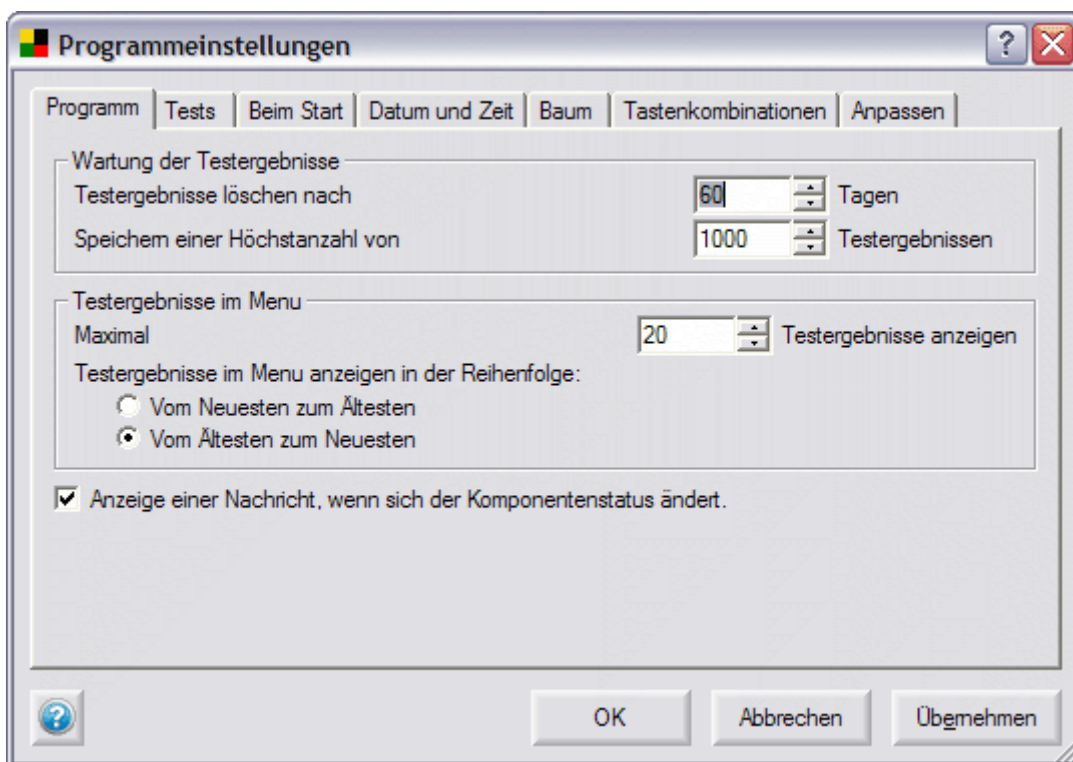 Programmeinstellungen
Programm Tests Beim Start Datum und Zeit Baum Tastenkombinationen Anpassen
Wartung der Testergebnisse
Testergebnisse löschen nach 60 Tagen
Speichern einer Höchstanzahl von 1000 Testergebnissen
Testergebnisse im Menu
Maximal 20 Testergebnisse anzeigen
Testergebnisse im Menu anzeigen in der Reihenfolge:
Vom Neuesten zum Ältesten
Vom Ältesten zum Neuesten
Anzeige einer Nachricht, wenn sich der Komponentenstatus ändert.
OK Abbrechen Übernehmen